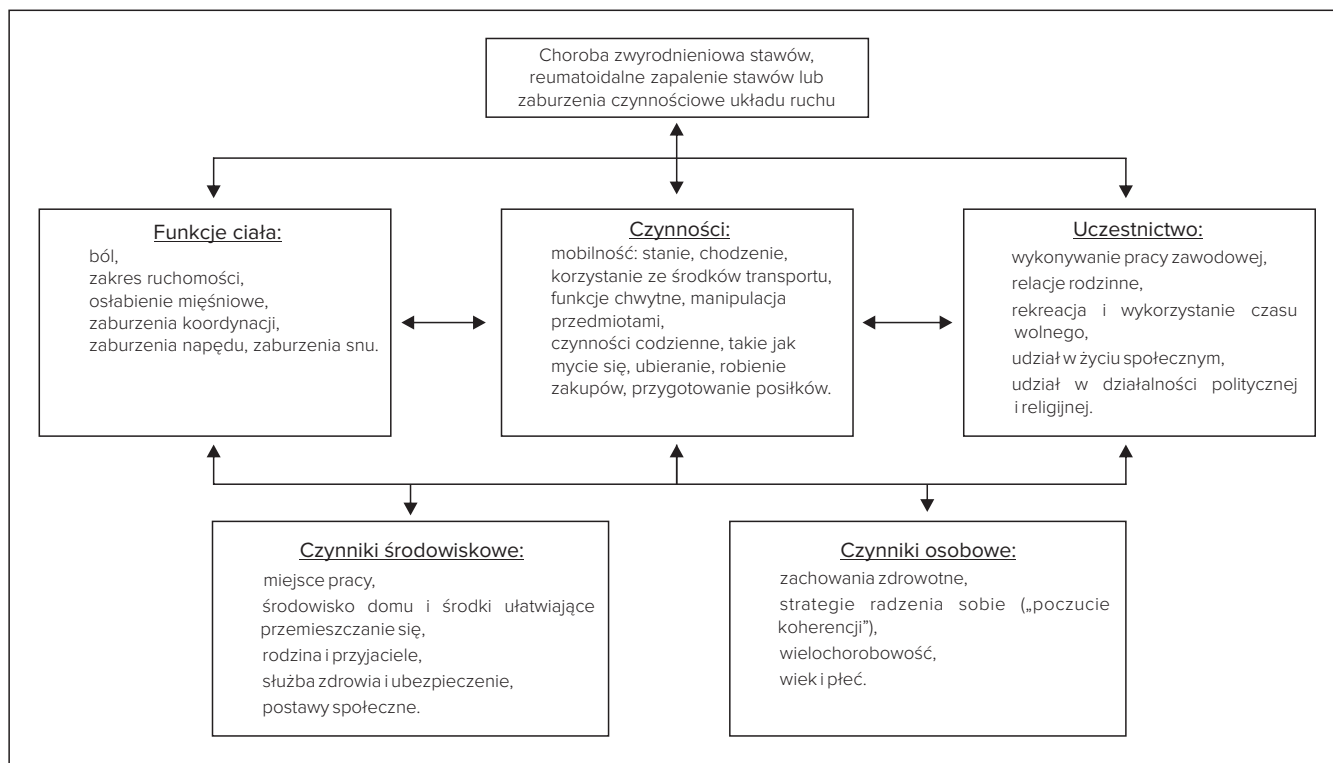 Choroba zwyrodnieniowa stawów,
reumatoidalne zapalenie stawów lub
zaburzenia czynnościowe układu ruchu
Funkcje ciała:
ból,
zakres ruchomości,
osłabienie mięśniowe,
zaburzenia koordynacji,
zaburzenia napędu, zaburzenia snu.
Czynności:
mobilność: stanie, chodzenie,
korzystanie ze środków transportu,
funkcje chwytne, manipulacja
przedmiotami,
czynności codzienne, takie jak
mycie się, ubieranie, robienie
zakupów, przygotowanie posiłków.
Uczestnictwo:
wykonywanie pracy zawodowej,
relacje rodzinne,
rekreacja i wykorzystanie czasu
wolnego,
udział w życiu społecznym,
udział w działalności politycznej
i religijnej.
Czynniki środowiskowe:
miejsce pracy,
środowisko domu i środki ułatwiające
przemieszczanie się,
rodzina i przyjaciele,
służba zdrowia i ubezpieczenie,
postawy społeczne.
Czynniki osobowe:
zachowania zdrowotne,
strategie radzenia sobie („poczucie
koherencji”),
wielochorobowość,
wiek i płeć.